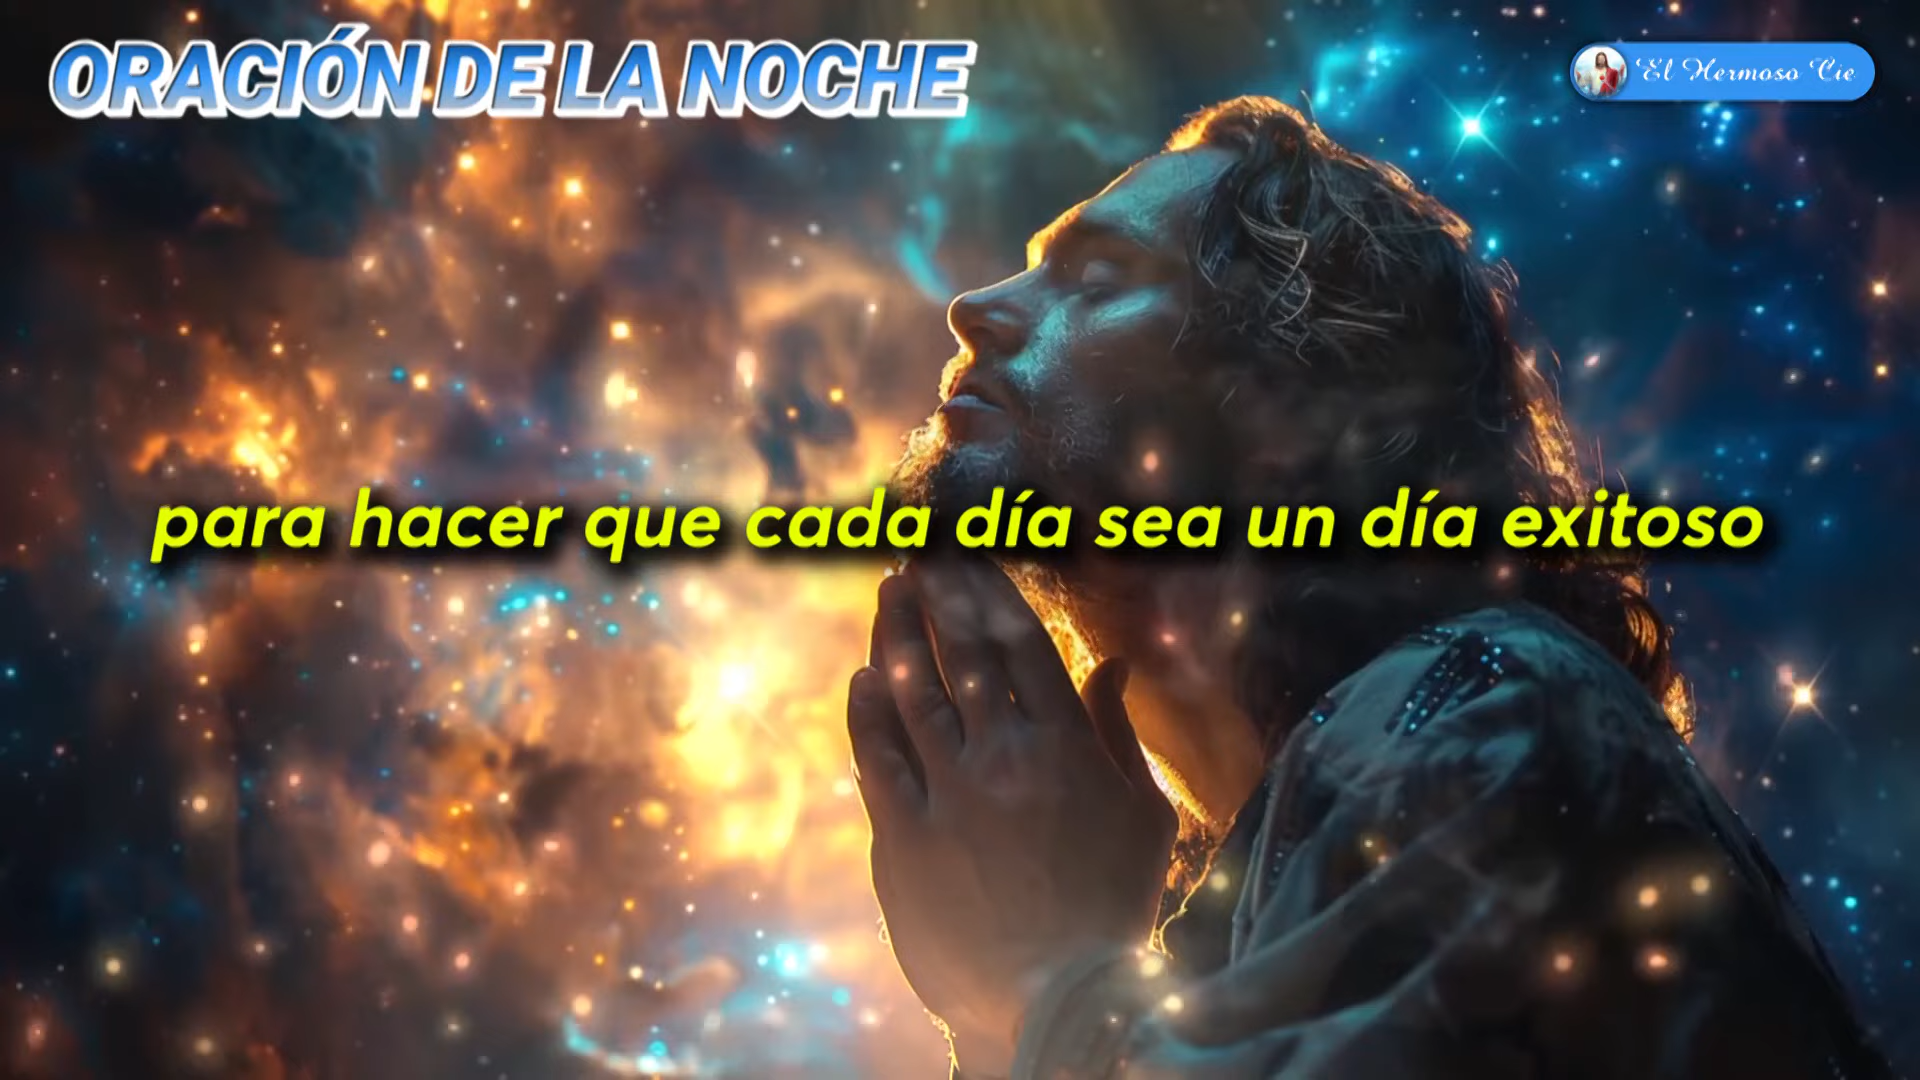 ORACIÓN DE LA NOCHE
El Hermoso Cie
para hacer que cada día sea un día exitoso